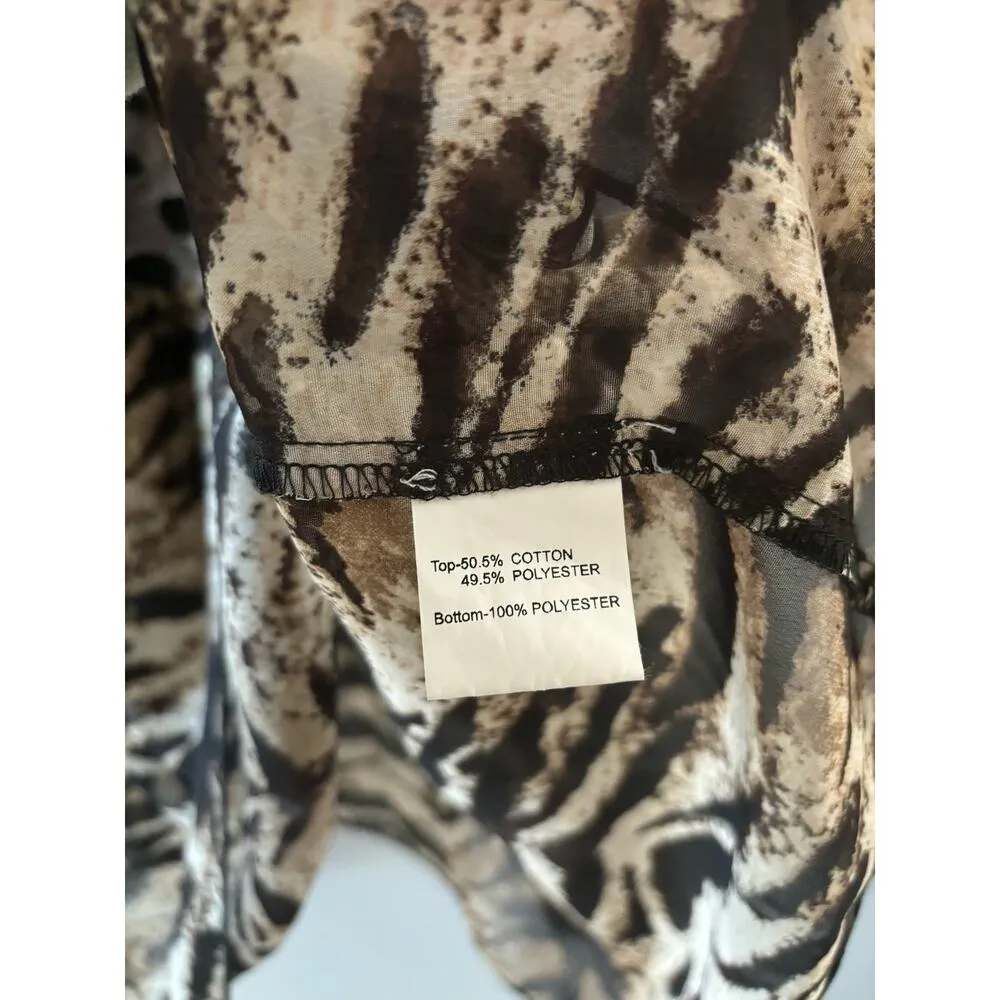 Top-50.5% COTTON
49.5% POLYESTER
Bottom-100% POLYESTER